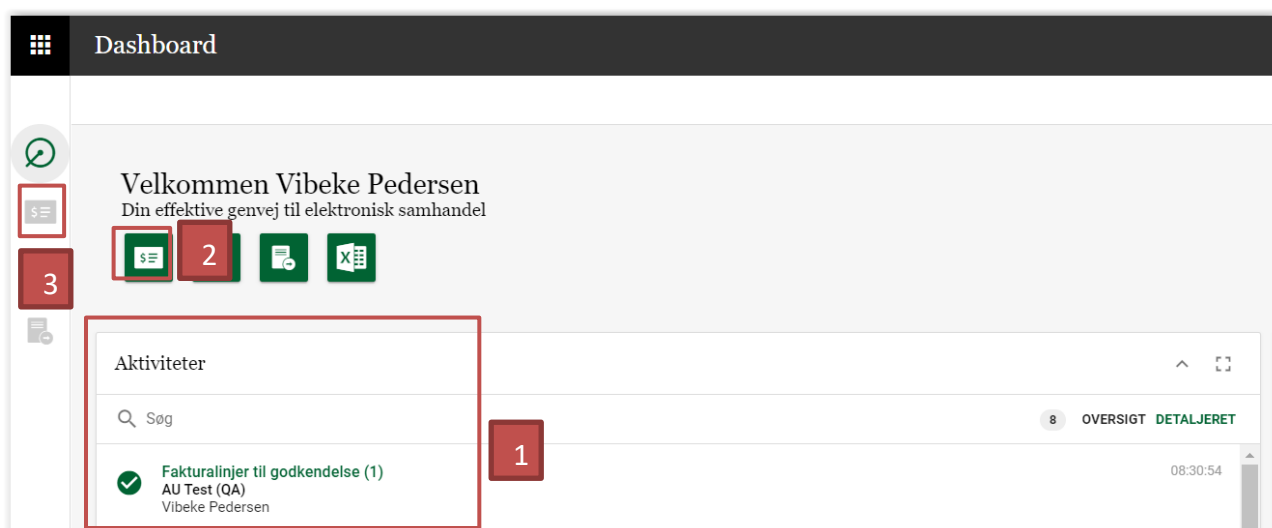 Dashboard
Velkommen Vibeke Pedersen
Din effektive genvej til elektronisk samhandel
2
3
Aktiviteter
Søg
8 OVERSIGT DETALJERET
1
Fakturalinjer til godkendelse (1)
08:30:54
AU Test (QA)
Vibeke Pedersen